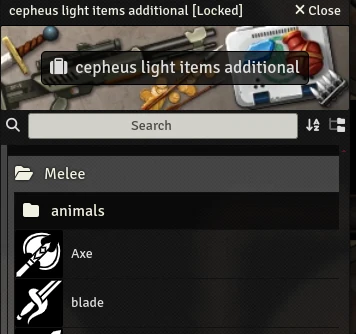 cepheus light items additional [Locked]
Close
cepheus light items additional
Search
Melee
animals
Axe
blade